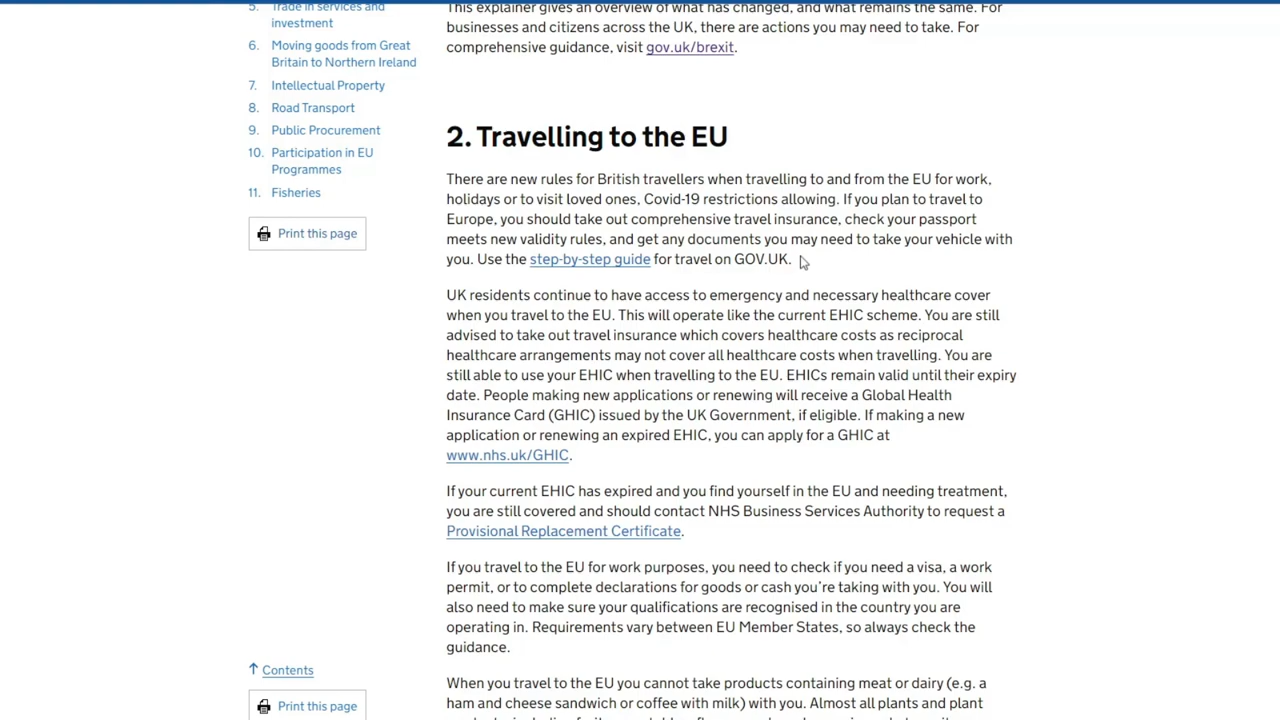 5. Trade in services and
investment
6. Moving goods from Great
Britain to Northern Ireland
7. Intellectual Property
8. Road Transport
9. Public Procurement
10. Participation in EU
Programmes
11. Fisheries
Print this page
This explainer gives an overview of what has changed, and what remains the same. For
businesses and citizens across the UK, there are actions you may need to take. For
comprehensive guidance, visit gov.uk/brexit.
2. Travelling to the EU
There are new rules for British travellers when travelling to and from the EU for work,
holidays or to visit loved ones, Covid-19 restrictions allowing. If you plan to travel to
Europe, you should take out comprehensive travel insurance, check your passport
meets new validity rules, and get any documents you may need to take your vehicle with
you. Use the step-by-step guide for travel on GOV.UK.
UK residents continue to have access to emergency and necessary healthcare cover
when you travel to the EU. This will operate like the current EHIC scheme. You are still
advised to take out travel insurance which covers healthcare costs as reciprocal
healthcare arrangements may not cover all healthcare costs when travelling. You are
still able to use your EHIC when travelling to the EU. EHICs remain valid until their expiry
date. People making new applications or renewing will receive a Global Health
Insurance Card (GHIC) issued by the UK Government, if eligible. If making a new
application or renewing an expired EHIC, you can apply for a GHIC at
www.nhs.uk/GHIC.
If your current EHIC has expired and you find yourself in the EU and needing treatment,
you are still covered and should contact NHS Business Services Authority to request a
Provisional Replacement Certificate.
If you travel to the EU for work purposes, you need to check if you need a visa, a work
permit, or to complete declarations for goods or cash you're taking with you. You will
also need to make sure your qualifications are recognised in the country you are
operating in. Requirements vary between EU Member States, so always check the
guidance.
When you travel to the EU you cannot take products containing meat or dairy (e.g. a
ham and cheese sandwich or coffee with milk) with you. Almost all plants and plant
↑ Contents
Print this page